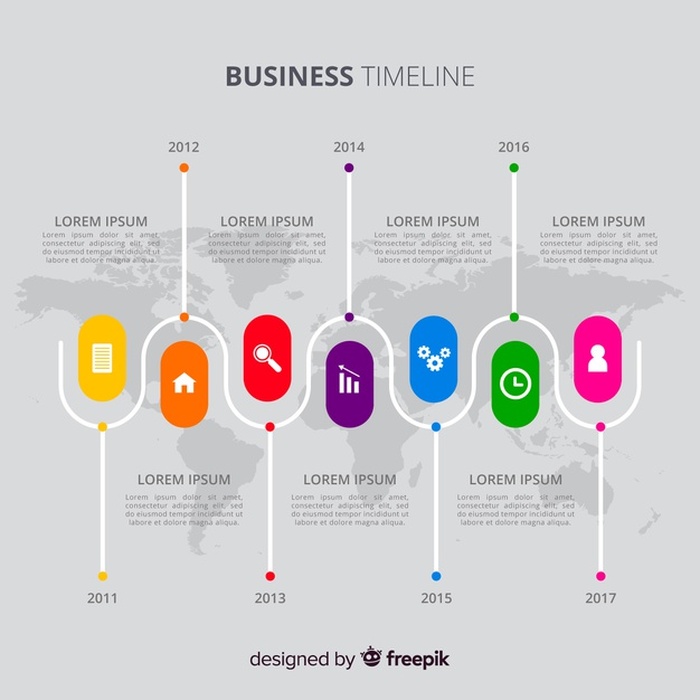 BUSINESS TIMELINE
2012
2014
2016
LOREM IPSUM
Lorem ipsum dolor sit amet,
consectetur adipiscing elit, sed
do eiusmod tempor incididunt ut
labore et dolore magna aliqua.
LOREM IPSUM
Lorem ipsum dolor sit amet,
consectetur adipiscing elit, sed
do eiusmod tempor incididunt ut
labore et dolore magna aliqua.
LOREM IPSUM
Lorem ipsum dolor sit amet,
consectetur adipiscing elit, sed
do eiusmod tempor incididunt ut
labore et dolore magna aliqua.
LOREM IPSUM
Lorem ipsum dolor sit amet,
consectetur adipiscing elit, sed
do eiusmod tempor incididunt ut
labore et dolore magna aliqua.
LOREM IPSUM
Lorem ipsum dolor sit amet,
consectetur adipiscing elit, sed
do eiusmod tempor incididunt ut
labore et dolore magna aliqua.
LOREM IPSUM
Lorem ipsum dolor sit amet,
consectetur adipiscing elit, sed
do eiusmod tempor incididunt ut
labore et dolore magna aliqua.
LOREM IPSUM
Lorem ipsum dolor sit amet,
consectetur adipiscing elit, sed
do eiusmod tempor incididunt ut
labore et dolore magna aliqua.
2011
2013
2015
2017
designed by freepik